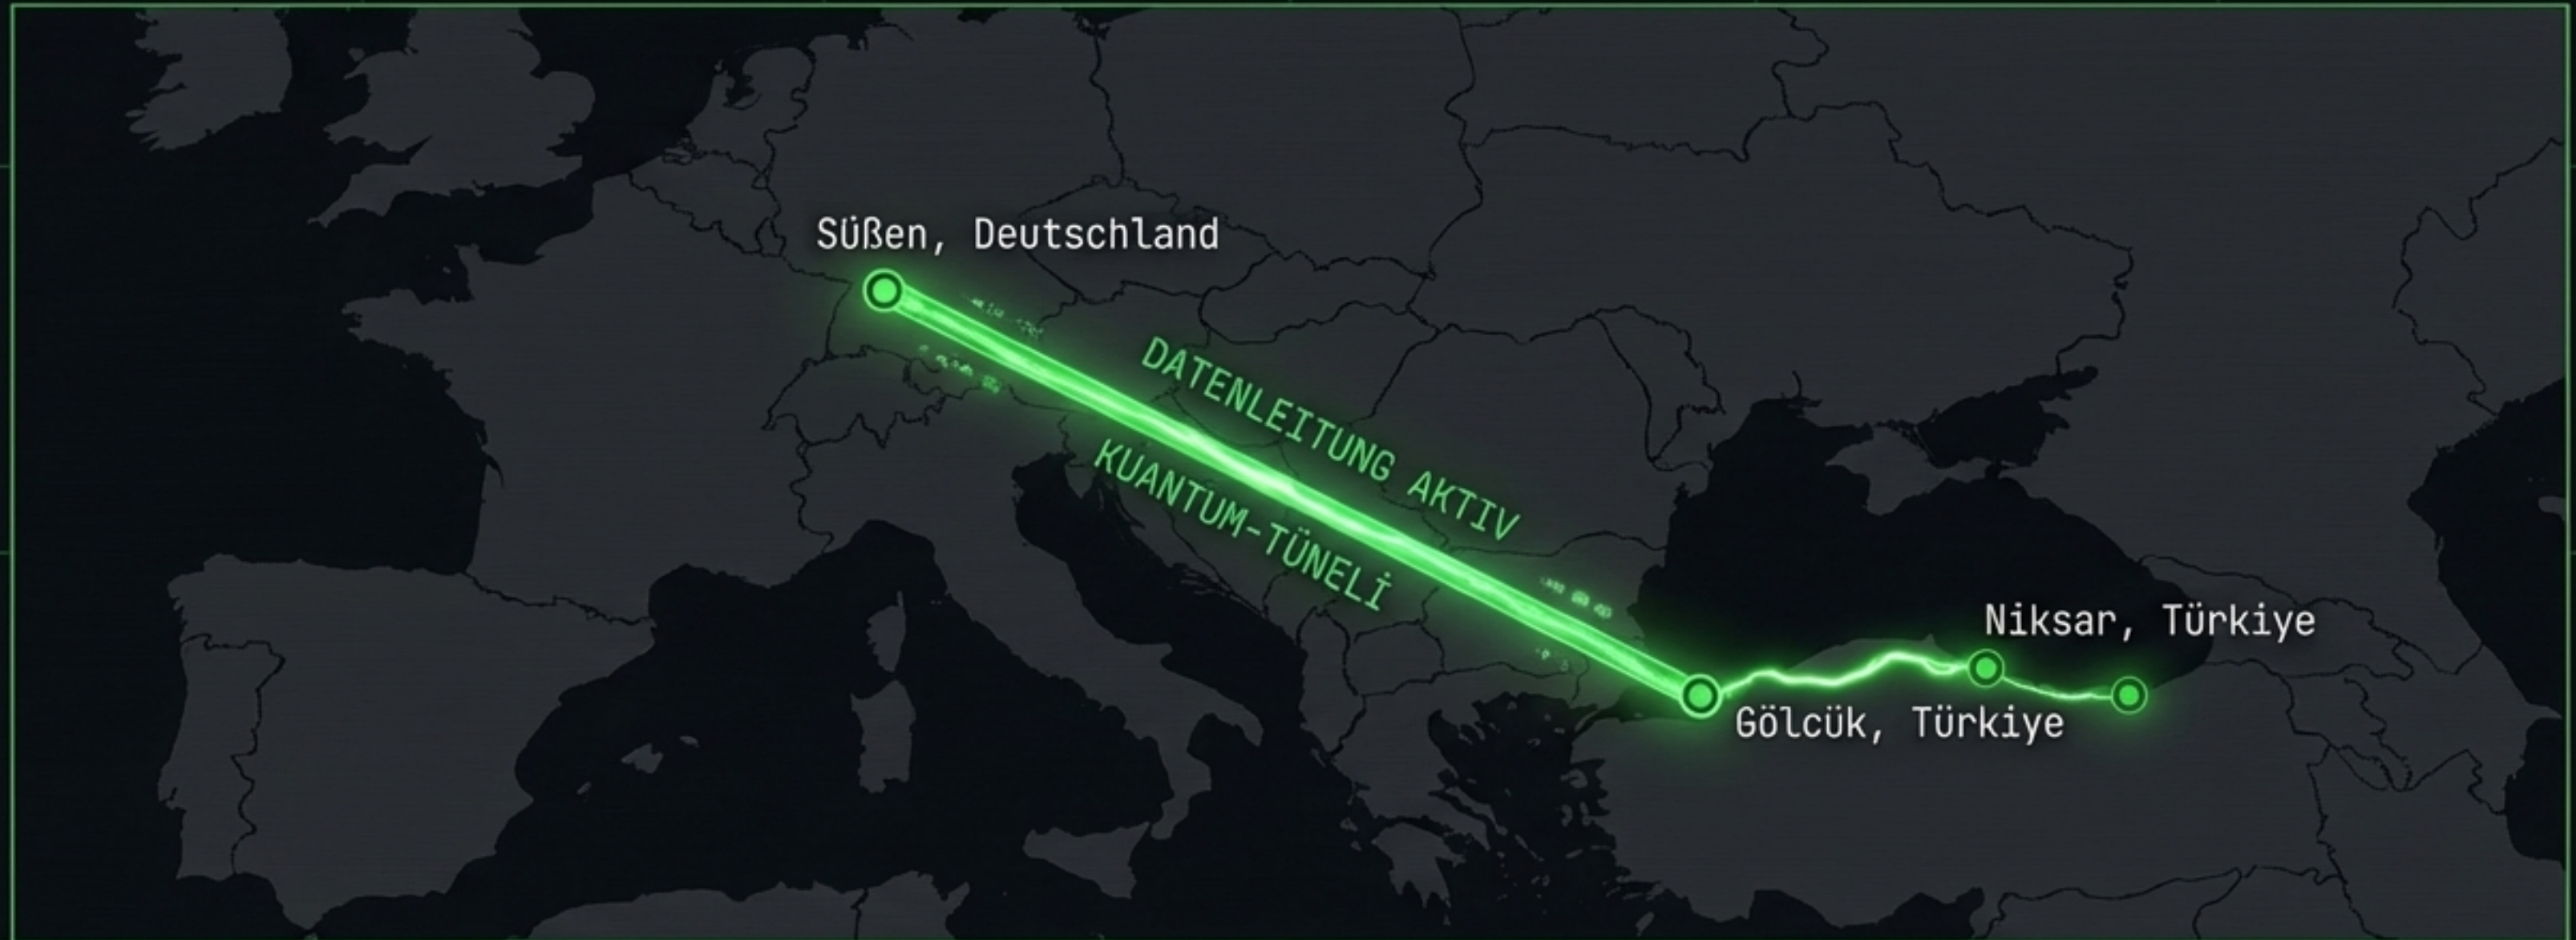 Süßen, Deutschland
DATENLEITUNG AKTIV
KUANTUM-TÜNELİ
Niksar, Türkiye
Gölcük, Türkiye